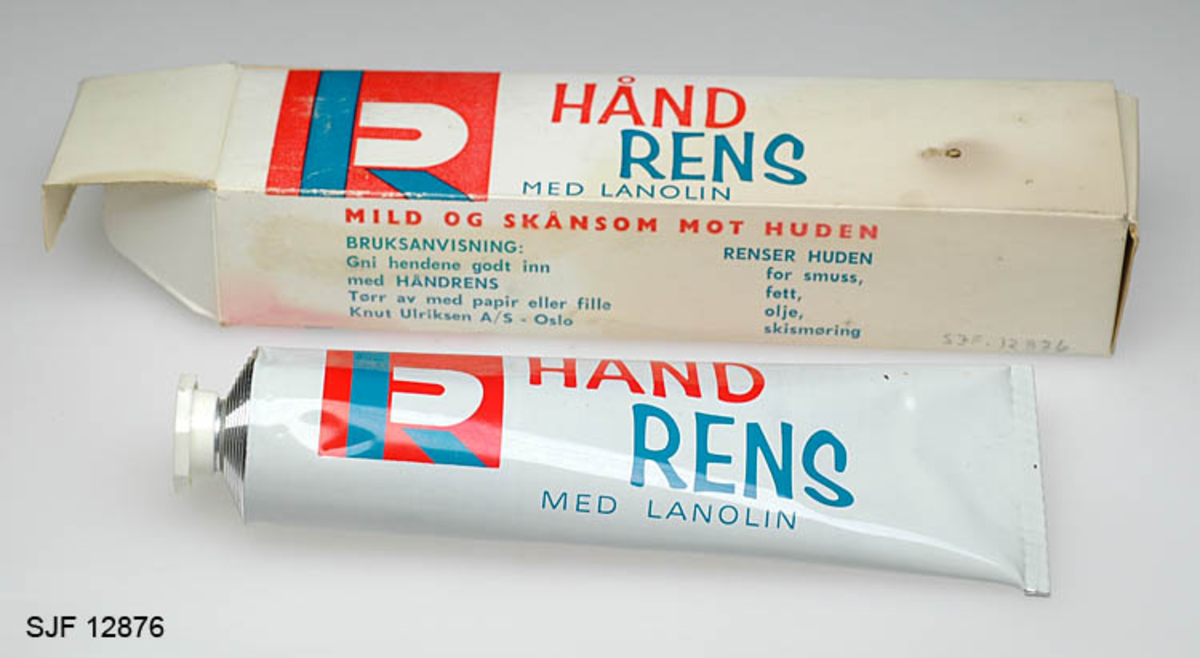 HÅND
RENS
MED LANOLIN
MILD OG SKÅNSOM MOT HUDEN
BRUKSANVISNING:
Gni hendene godt inn
med HÅNDRENS
Tørr av med papir eller fille
Knut Ulriksen A/S - Oslo
RENSER HUDEN
for smuss,
fett,
olje,
skismøring
SJF. 12876
HÅND
RENS
MED LANOLIN
SJF 12876